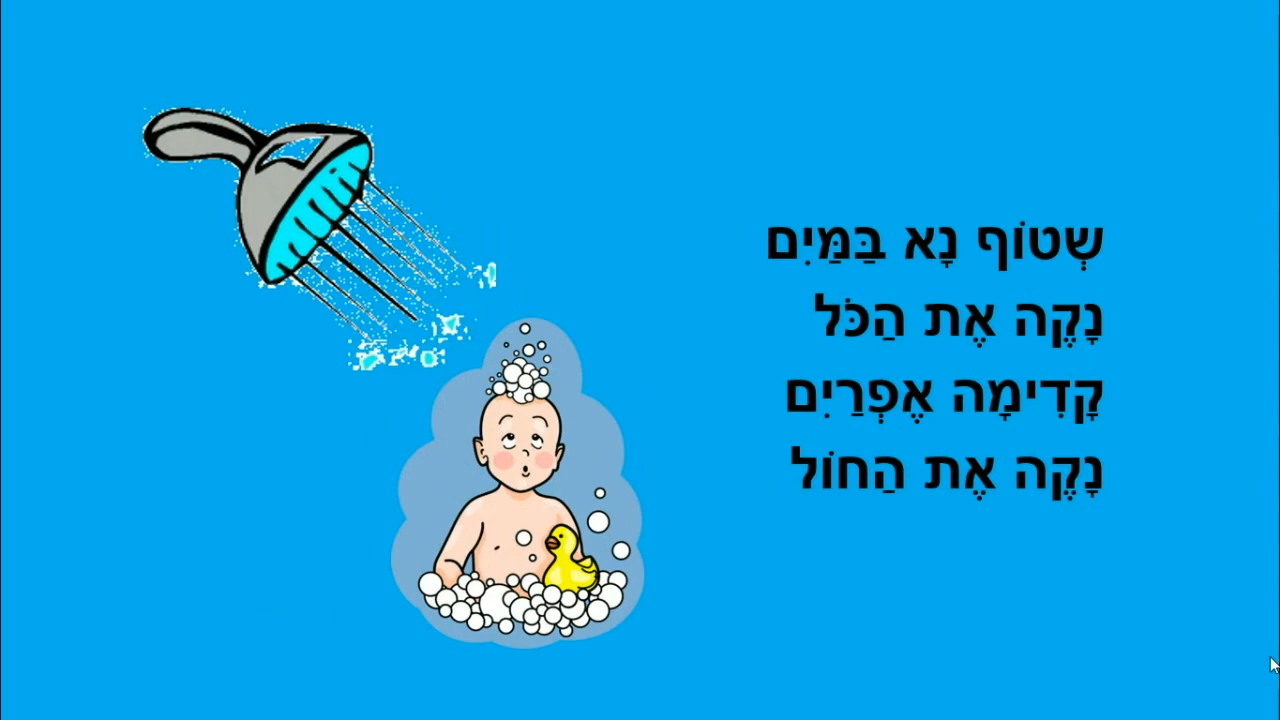 שְׁטוֹף נָא בַּמַּיִם
נָקֶה אֶת הַכֹּל
קָדִימָה אֶפְרַיִם
נָקֶה אֶת הַחוֹל